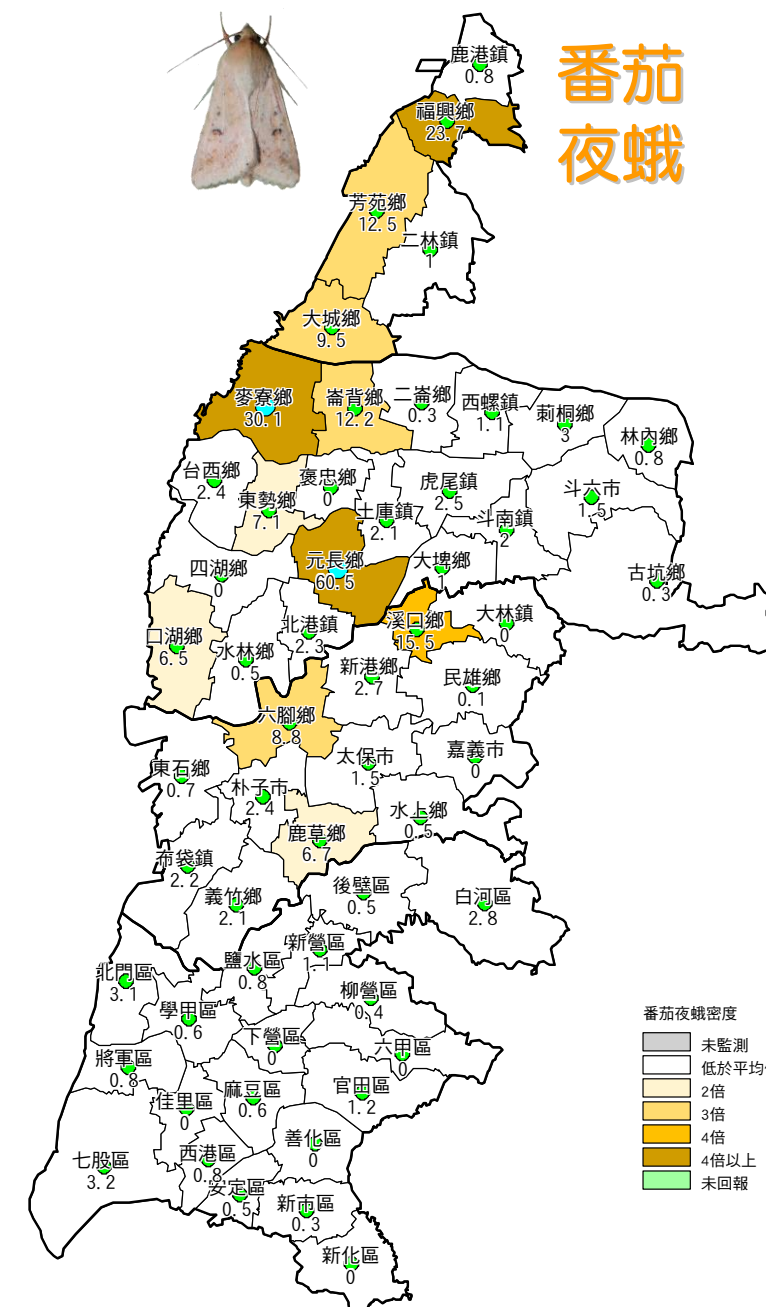 番茄
夜蛾
鹿港鎮
0.8
福興鄉
23.7
芳苑鄉
12.5
二林鎮
1
大城鄉
9.5
麥寮鄉
30.1
崙背鄉
12.2
二崙鄉
0.3
西螺鎮
1.1
莿桐鄉
3
林內鄉
0.8
台西鄉
2.4
東勢鄉
7.1
褒忠鄉
0
土庫鎮
2.1
虎尾鎮
2.5
斗南鎮
2
斗六市
1.5
四湖鄉
0
元長鄉
60.5
大埤鄉
1
古坑鄉
0.3
口湖鄉
6.5
水林鄉
0.5
北港鎮
2.3
溪口鄉
15.5
大林鎮
0
新港鄉
2.7
民雄鄉
0.1
六腳鄉
8.8
東石鄉
0.7
朴子市
2.4
太保市
1.5
嘉義市
0
鹿草鄉
6.7
水上鄉
0.5
布袋鎮
2.2
義竹鄉
2.1
後壁區
0.5
白河區
2.8
北門區
3.1
鹽水區
0.8
新營區
1.1
柳營區
0.4
學甲區
0.6
下營區
0
六甲區
0
將軍區
0.8
佳里區
0
麻豆區
0.6
官田區
1.2
七股區
3.2
西港區
0.8
善化區
0
安定區
0.5
新市區
0.3
新化區
0
番茄夜蛾密度
未監測
低於平均
2倍
3倍
4倍
4倍以上
未回報